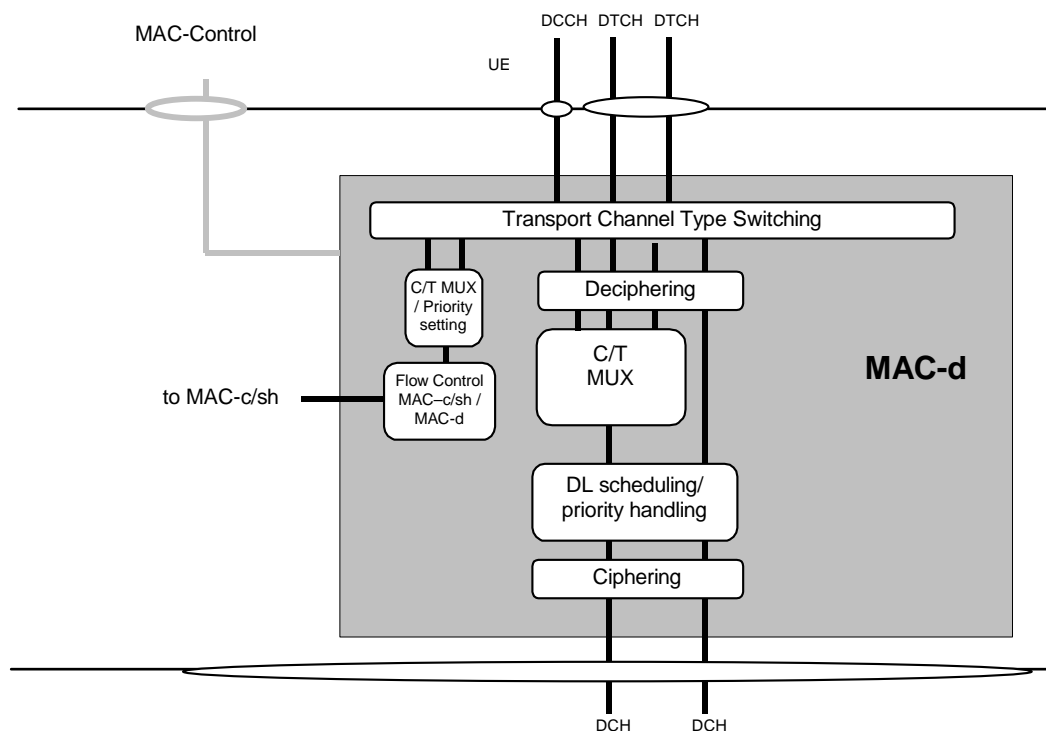 MAC-Control
DCCH DTCH DTCH
UE
Transport Channel Type Switching
C/T MUX
/ Priority
setting
Deciphering
C/T
MUX
MAC-d
to MAC-c/sh
Flow Control
MAC–c/sh /
MAC-d
DL scheduling/
priority handling
Ciphering
DCH DCH